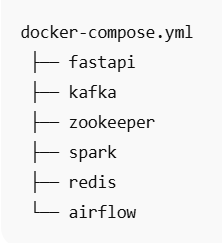 docker-compose.yml
├── fastapi
├── kafka
├── zookeeper
├── spark
├── redis
└── airflow